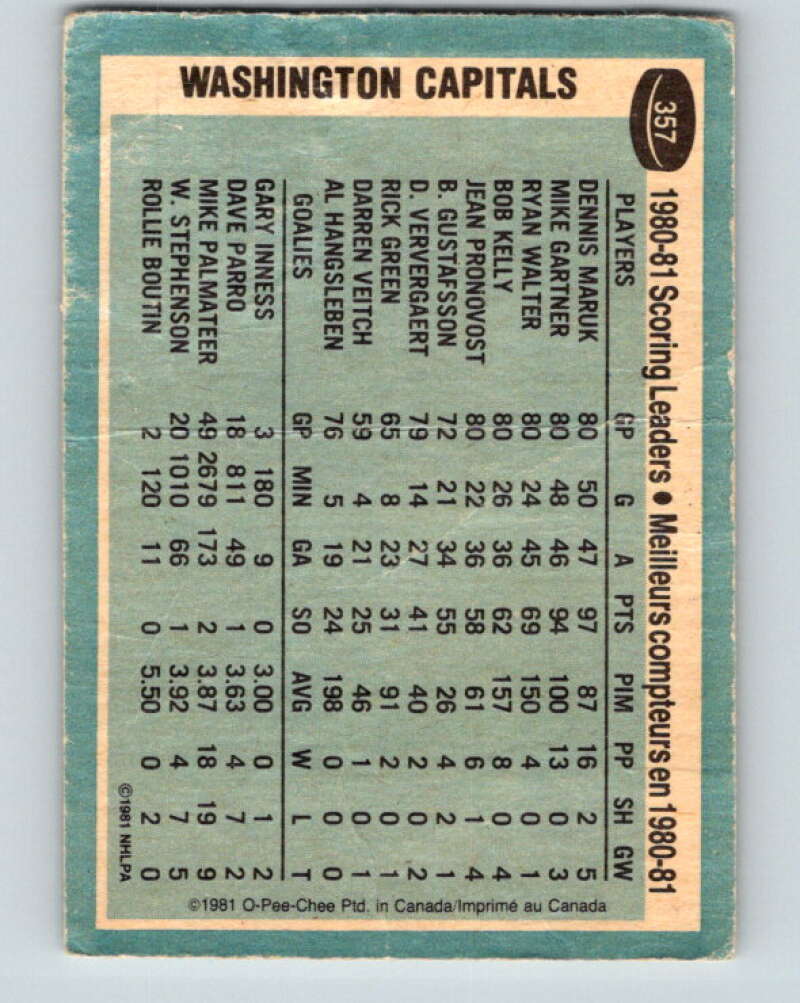 WASHINGTON CAPITALS
357
1980-81 Scoring Leaders • Meilleurs compteurs en 1980-81
PLAYERS GP G A PTS PIM PP SH GW
DENNIS MARUK 80 50 47 97 87 16 2 5
MIKE GARTNER 80 48 46 94 100 13 0 3
RYAN WALTER 80 24 45 69 150 4 0 1
BOB KELLY 80 26 36 62 157 8 0 4
JEAN PRONOVOST 80 22 36 58 61 6 1 4
B. GUSTAFSSON 72 21 34 55 26 4 2 1
D. VERVERGAERT 79 14 27 41 40 2 0 2
RICK GREEN 65 8 23 31 91 2 0 1
DARREN VEITCH 59 4 21 25 46 1 0 1
AL HANGSLEBEN 76 5 19 24 198 0 0 0
GOALIES GP MIN GA SO AVG W L T
GARY INNESS 3 180 9 0 3.00 0 1 2
DAVE PARRO 18 811 49 1 3.63 4 7 2
MIKE PALMATEER 49 2679 173 2 3.87 18 19 9
W. STEPHENSON 20 1010 66 1 3.92 4 7 5
ROLLIE BOUTIN 2 120 11 0 5.50 0 2 0
©1981 NHLPA
©1981 O-Pee-Chee Ptd. in Canada/Imprimé au Canada